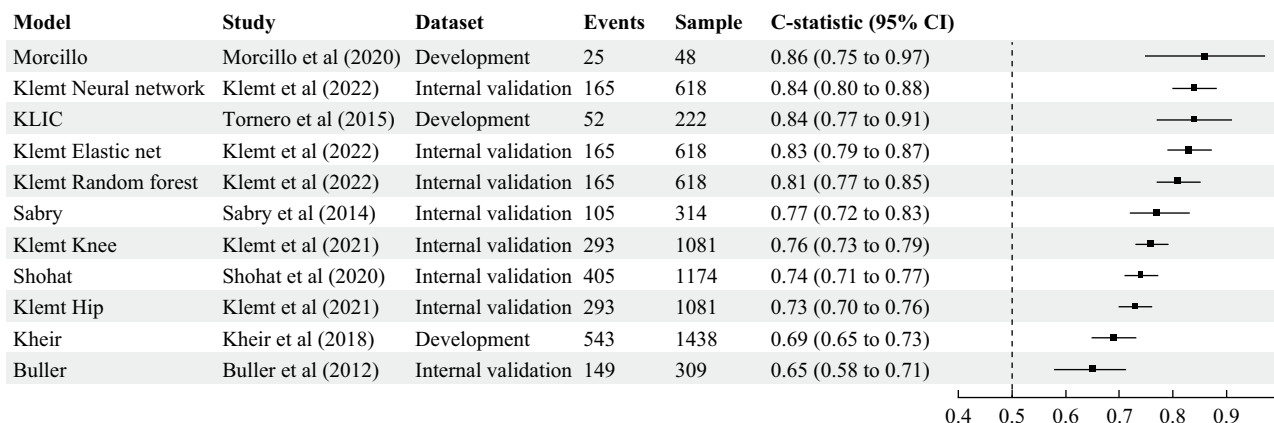 Model Study Dataset Events Sample C-statistic (95% CI)
Morcillo Morcillo et al (2020) Development 25 48 0.86 (0.75 to 0.97)
Klemt Neural network Klemt et al (2022) Internal validation 165 618 0.84 (0.80 to 0.88)
KLIC Tornero et al (2015) Development 52 222 0.84 (0.77 to 0.91)
Klemt Elastic net Klemt et al (2022) Internal validation 165 618 0.83 (0.79 to 0.87)
Klemt Random forest Klemt et al (2022) Internal validation 165 618 0.81 (0.77 to 0.85)
Sabry Sabry et al (2014) Internal validation 105 314 0.77 (0.72 to 0.83)
Klemt Knee Klemt et al (2021) Internal validation 293 1081 0.76 (0.73 to 0.79)
Shohat Shohat et al (2020) Internal validation 405 1174 0.74 (0.71 to 0.77)
Klemt Hip Klemt et al (2021) Internal validation 293 1081 0.73 (0.70 to 0.76)
Kheir Kheir et al (2018) Development 543 1438 0.69 (0.65 to 0.73)
Buller Buller et al (2012) Internal validation 149 309 0.65 (0.58 to 0.71)
0.4 0.5 0.6 0.7 0.8 0.9